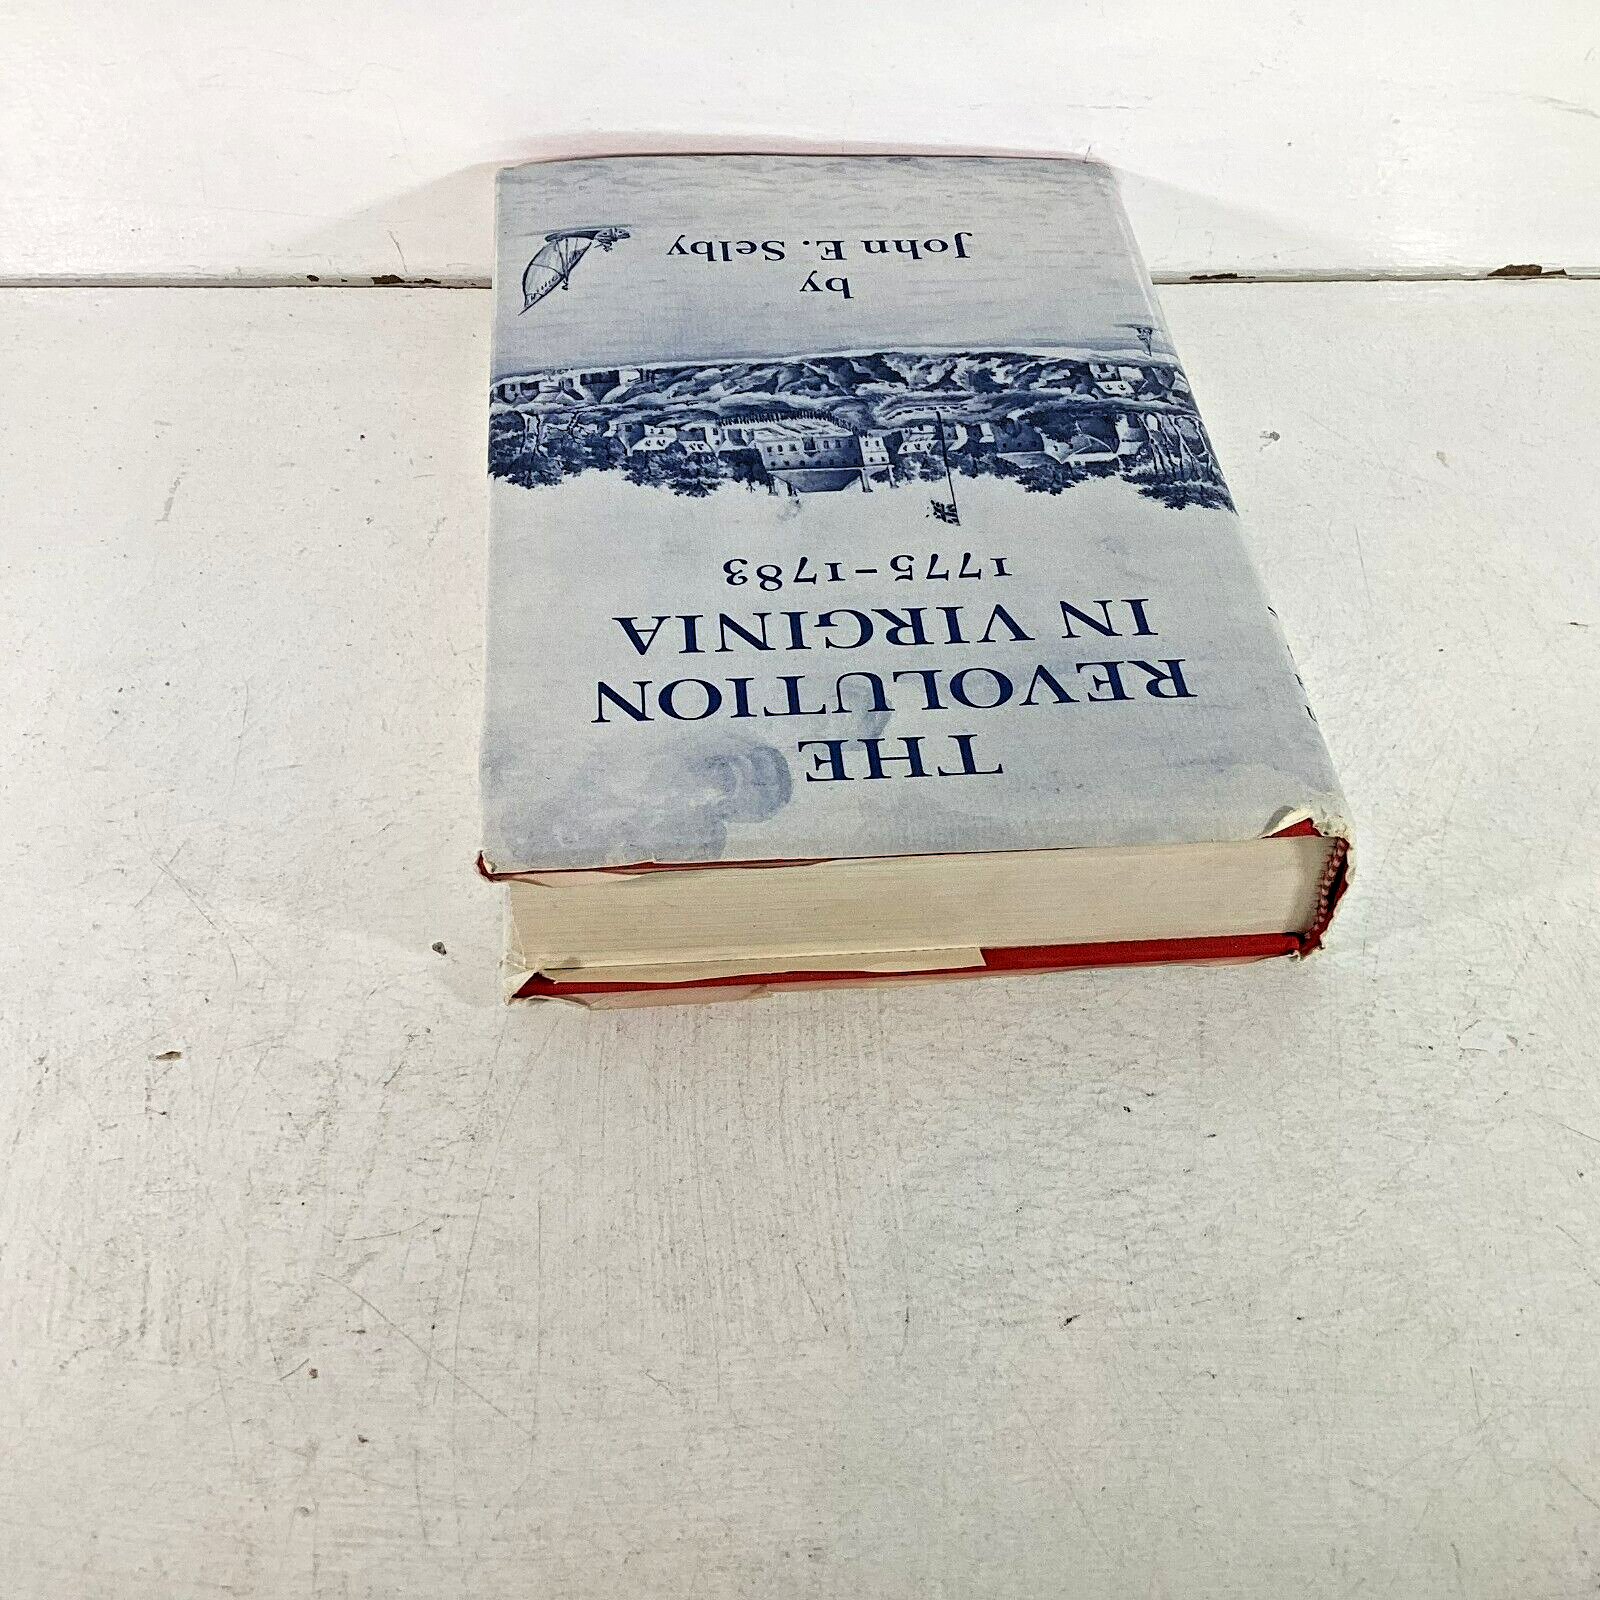 THE
REVOLUTION
IN VIRGINIA
1775–1783
by
John E. Selby